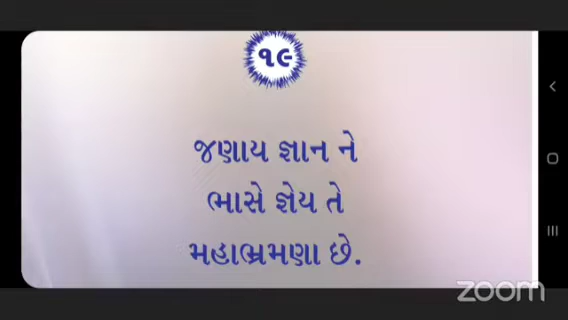 ૧૯
જણાય જ્ઞાન ને
ભાસે જ્ઞેય તે
મહાભ્રમણા છે.
zoom